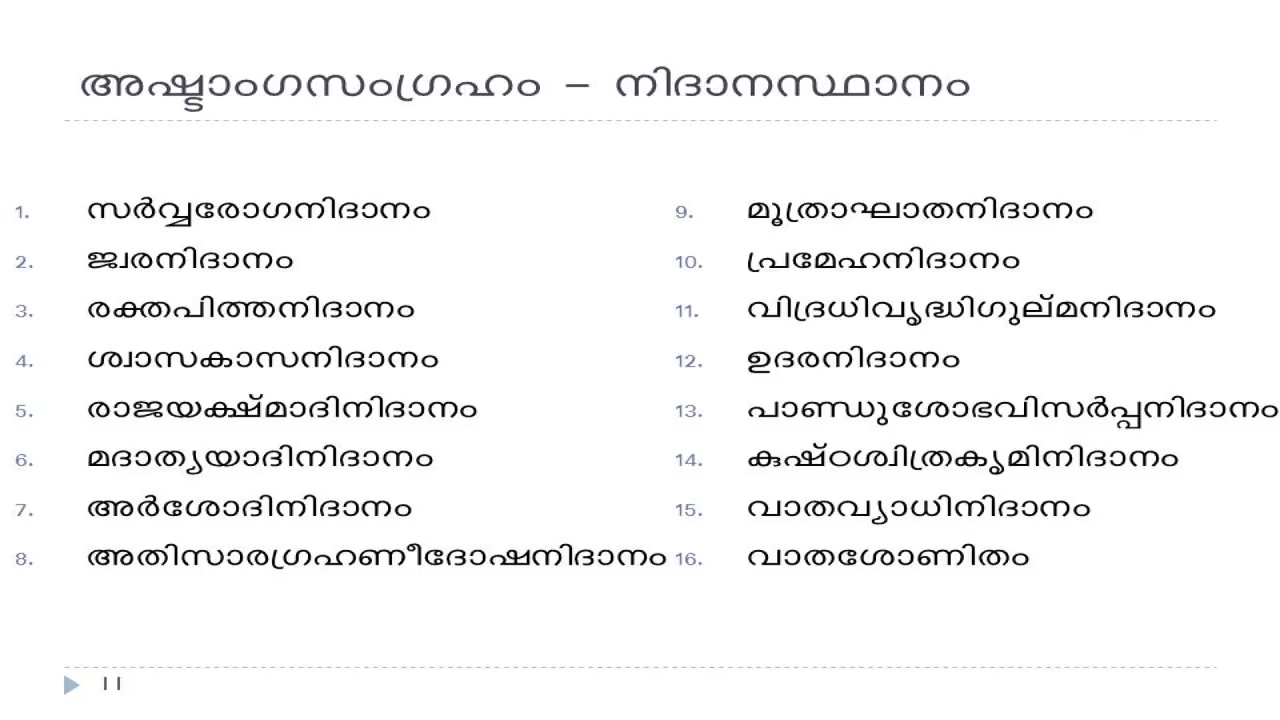 അഷ്ടാംഗസംഗ്രഹം – നിദാനസ്ഥാനം
1. സർവ്വരോഗനിദാനം
2. ജ്വരനിദാനം
3. രക്തപിത്തനിദാനം
4. ശ്വാസകാസനിദാനം
5. രാജയക്ഷ്മാദിനിദാനം
6. മദാത്യയാദിനിദാനം
7. അർശോദിനിദാനം
8. അതിസാരഗ്രഹണീദോഷനിദാനം
9. മൂത്രാഘാതനിദാനം
10. പ്രമേഹനിദാനം
11. വിദ്രധിവൃദ്ധിഗുല്മനിദാനം
12. ഉദരനിദാനം
13. പാണ്ഡുശോഭവിസർപ്പനിദാനം
14. കുഷ്ഠശ്വിത്രകൃമിനിദാനം
15. വാതവ്യാധിനിദാനം
16. വാതശോണിതം
11